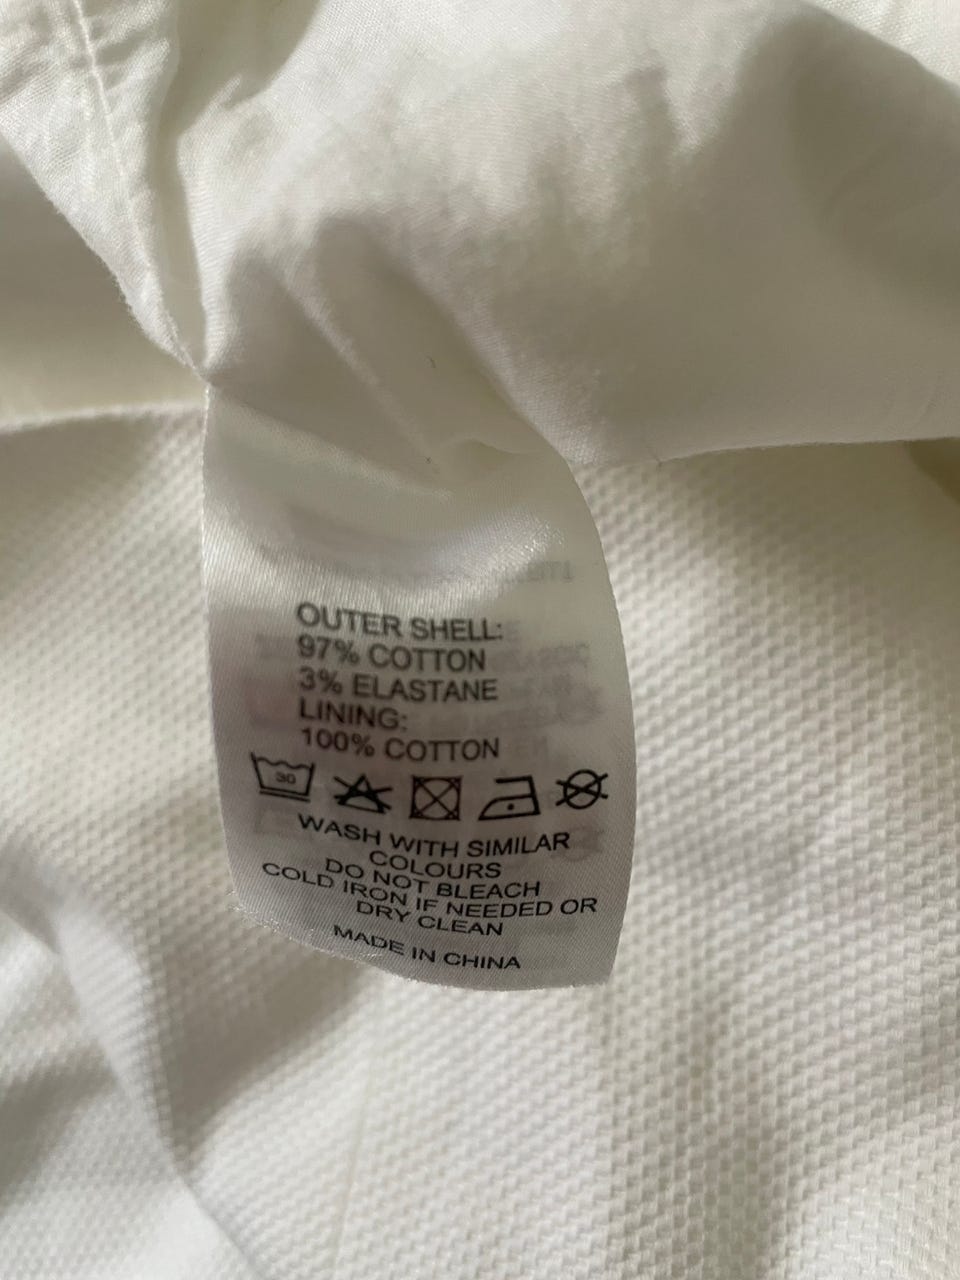 OUTER SHELL:
97% COTTON
3% ELASTANE
LINING:
100% COTTON
30
WASH WITH SIMILAR
COLOURS
DO NOT BLEACH
COLD IRON IF NEEDED OR
DRY CLEAN
MADE IN CHINA